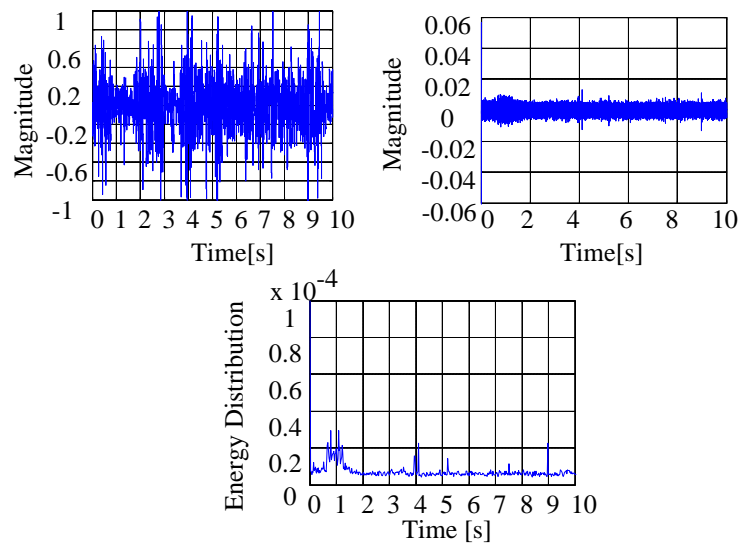 Magnitude
1
0.6
0.2
-0.2
-0.6
-1
0 1 2 3 4 5 6 7 8 9 10
Time[s]
Magnitude
0.06
0.04
0.02
0
-0.02
-0.04
-0.06
0 2 4 6 8 10
Time[s]
x 10-4
Energy Distribution
1
0.8
0.6
0.4
0.2
0
0 1 2 3 4 5 6 7 8 9 10
Time [s]